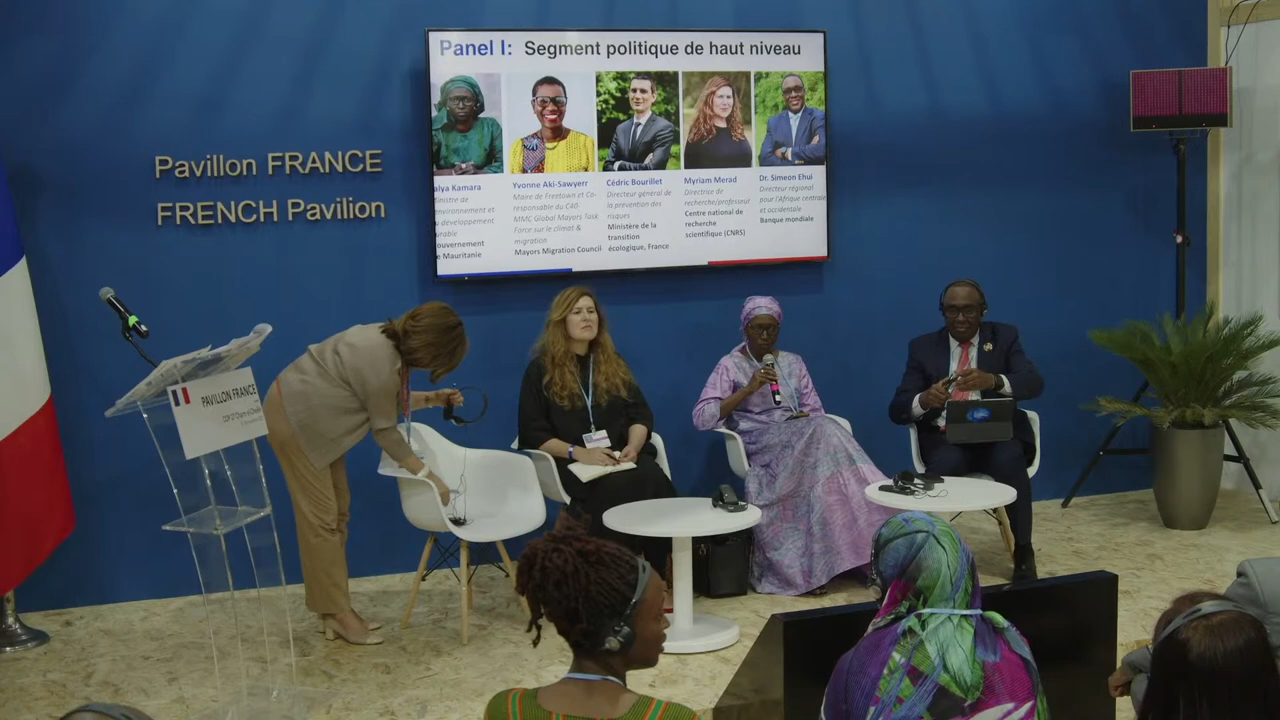 Panel I: Segment politique de haut niveau
alya Kamara
inistre de
environnement et
u développement
urable
ouvernement
e Mauritanie
Yvonne Aki-Sawyerr
Maire de Freetown et Co-
responsable du C40
MMC Global Mayors Task
Force sur le climat &
migration
Mayors Migration Council
Cédric Bourillet
Directeur général de
la prevention des
risques
Ministère de la
transition
écologique, France
Myriam Merad
Directrice de
recherche/professeur
Centre national de
recherche
scientifique (CNRS)
Dr. Simeon Ehui
Directeur régional
pour l'Afrique centrale
et occidentale
Banque mondiale
Pavillon FRANCE
FRENCH Pavilion
PAVILLON FRANCE